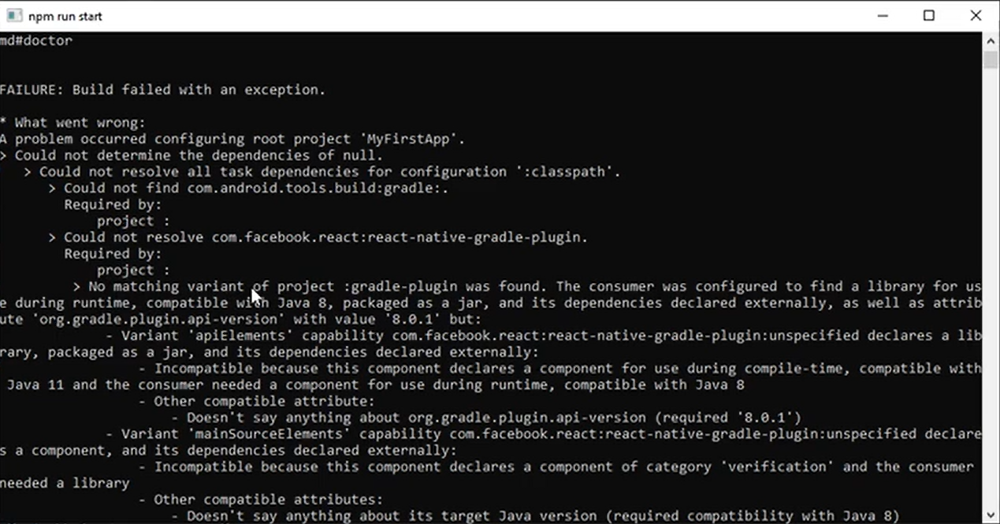 npm run start
md#doctor
FAILURE: Build failed with an exception.
* What went wrong:
A problem occurred configuring root project 'MyFirstApp'.
> Could not determine the dependencies of null.
> Could not resolve all task dependencies for configuration ':classpath'.
> Could not find com.android.tools.build:gradle:.
Required by:
project :
> Could not resolve com.facebook.react:react-native-gradle-plugin.
Required by:
project :
> No matching variant of project :gradle-plugin was found. The consumer was configured to find a library for us
e during runtime, compatible with Java 8, packaged as a jar, and its dependencies declared externally, as well as attrib
ute 'org.gradle.plugin.api-version' with value '8.0.1' but:
- Variant 'apiElements' capability com.facebook.react:react-native-gradle-plugin:unspecified declares a lib
rary, packaged as a jar, and its dependencies declared externally:
- Incompatible because this component declares a component for use during compile-time, compatible with
Java 11 and the consumer needed a component for use during runtime, compatible with Java 8
- Other compatible attribute:
- Doesn't say anything about org.gradle.plugin.api-version (required '8.0.1')
- Variant 'mainSourceElements' capability com.facebook.react:react-native-gradle-plugin:unspecified declare
s a component, and its dependencies declared externally:
- Incompatible because this component declares a component of category 'verification' and the consumer
needed a library
- Other compatible attributes:
- Doesn't say anything about its target Java version (required compatibility with Java 8)